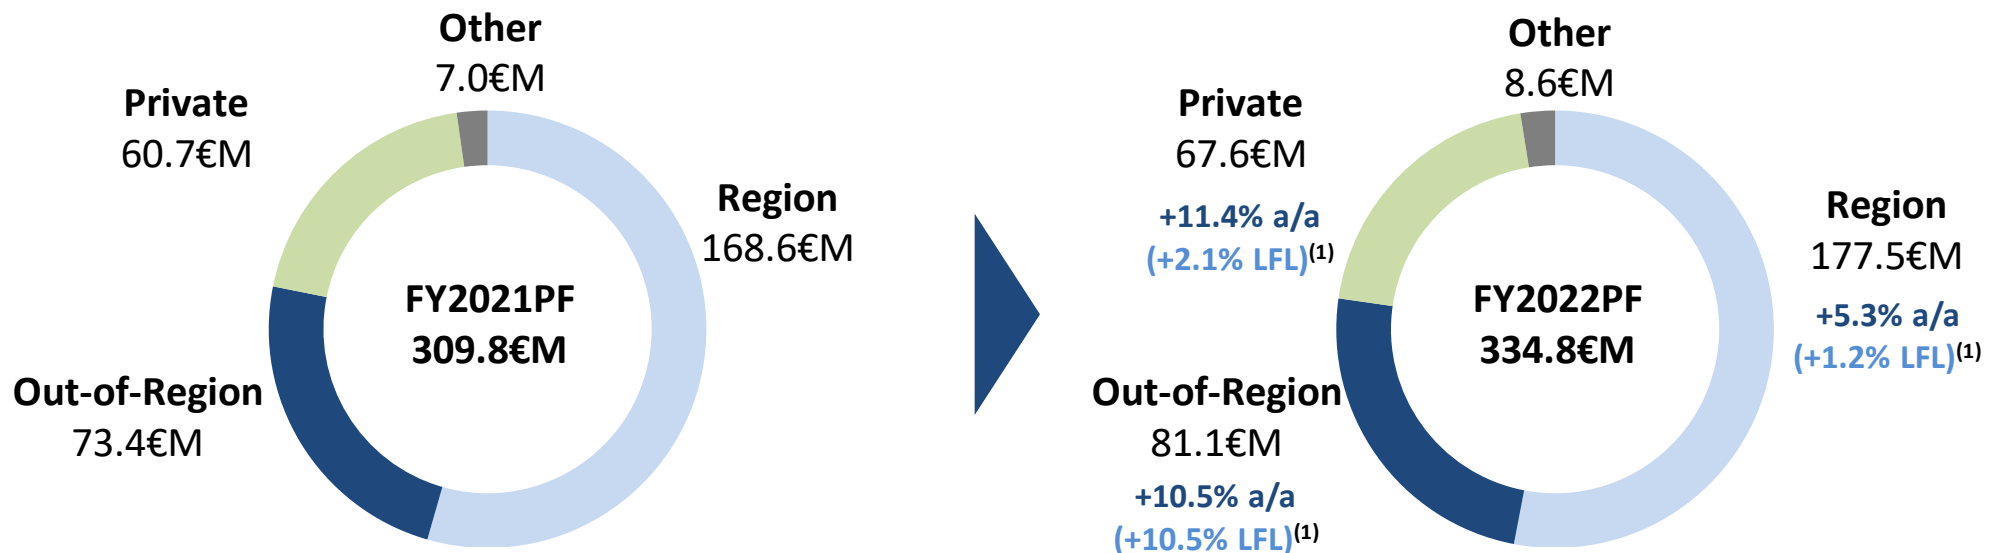 Other
7.0€M
Private
60.7€M
Region
168.6€M
FY2021PF
309.8€M
Out-of-Region
73.4€M
Other
8.6€M
Private
67.6€M
+11.4% a/a
(+2.1% LFL)(1)
Region
177.5€M
+5.3% a/a
(+1.2% LFL)(1)
FY2022PF
334.8€M
Out-of-Region
81.1€M
+10.5% a/a
(+10.5% LFL)(1)